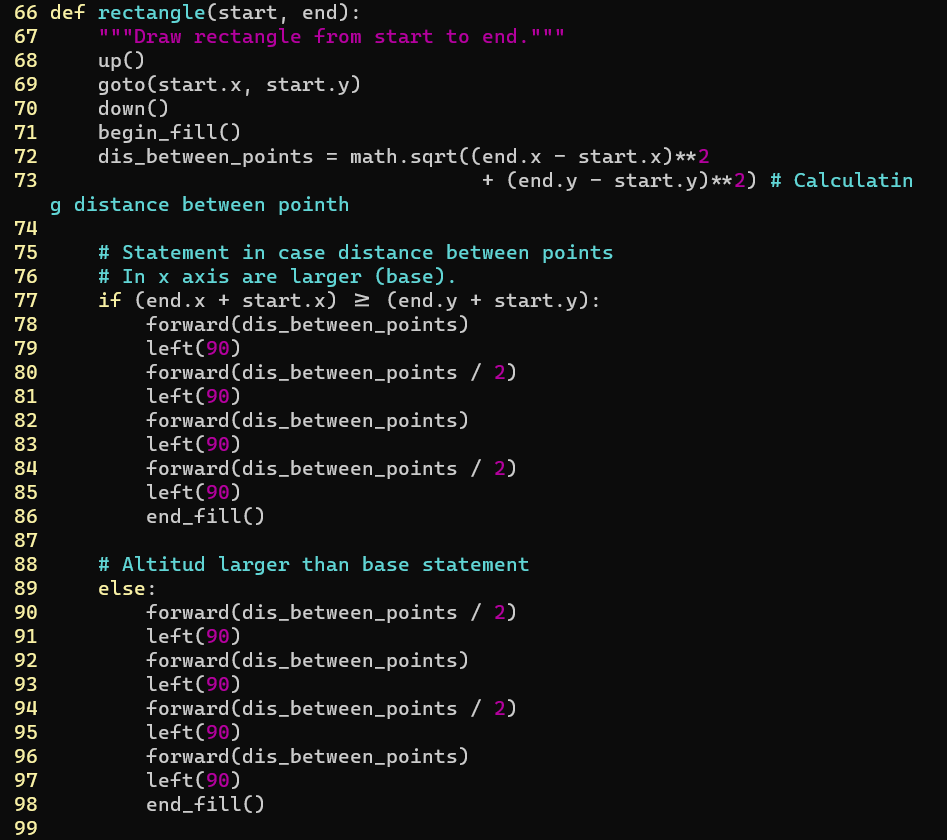 66 def rectangle(start, end):
67     """Draw rectangle from start to end."""
68     up()
69     goto(start.x, start.y)
70     down()
71     begin_fill()
72     dis_between_points = math.sqrt((end.x - start.x)**2
73                                     + (end.y - start.y)**2) # Calculatin
   g distance between pointh
74
75     # Statement in case distance between points
76     # In x axis are larger (base).
77     if (end.x + start.x) ≥ (end.y + start.y):
78         forward(dis_between_points)
79         left(90)
80         forward(dis_between_points / 2)
81         left(90)
82         forward(dis_between_points)
83         left(90)
84         forward(dis_between_points / 2)
85         left(90)
86         end_fill()
87
88     # Altitud larger than base statement
89     else:
90         forward(dis_between_points / 2)
91         left(90)
92         forward(dis_between_points)
93         left(90)
94         forward(dis_between_points / 2)
95         left(90)
96         forward(dis_between_points)
97         left(90)
98         end_fill()
99